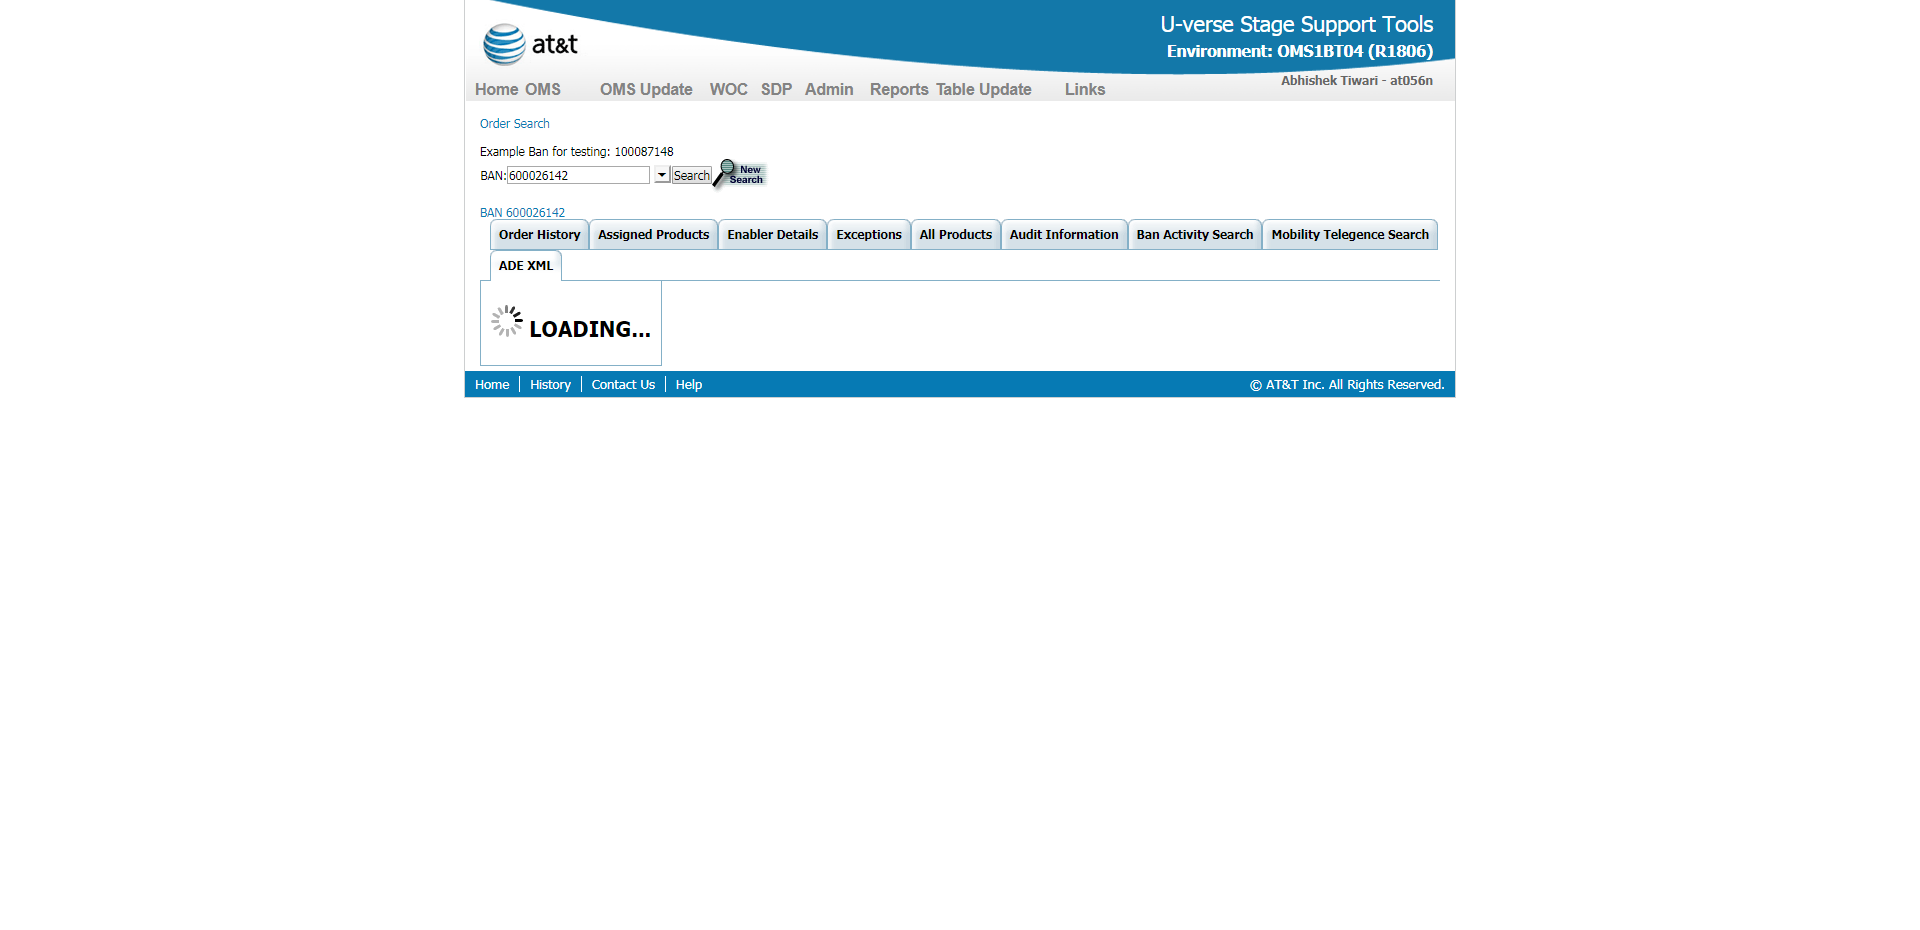 U-verse Stage Support Tools
at&t
Environment: OMS1BT04 (R1806)
Abhishek Tiwari - at056n
Home OMS OMS Update WOC SDP Admin Reports Table Update Links
Order Search
Example Ban for testing: 100087148
BAN: 600026142 Search New Search
BAN 600026142
Order History Assigned Products Enabler Details Exceptions All Products Audit Information Ban Activity Search Mobility Telegence Search
ADE XML
LOADING...
Home History Contact Us Help © AT&T Inc. All Rights Reserved.